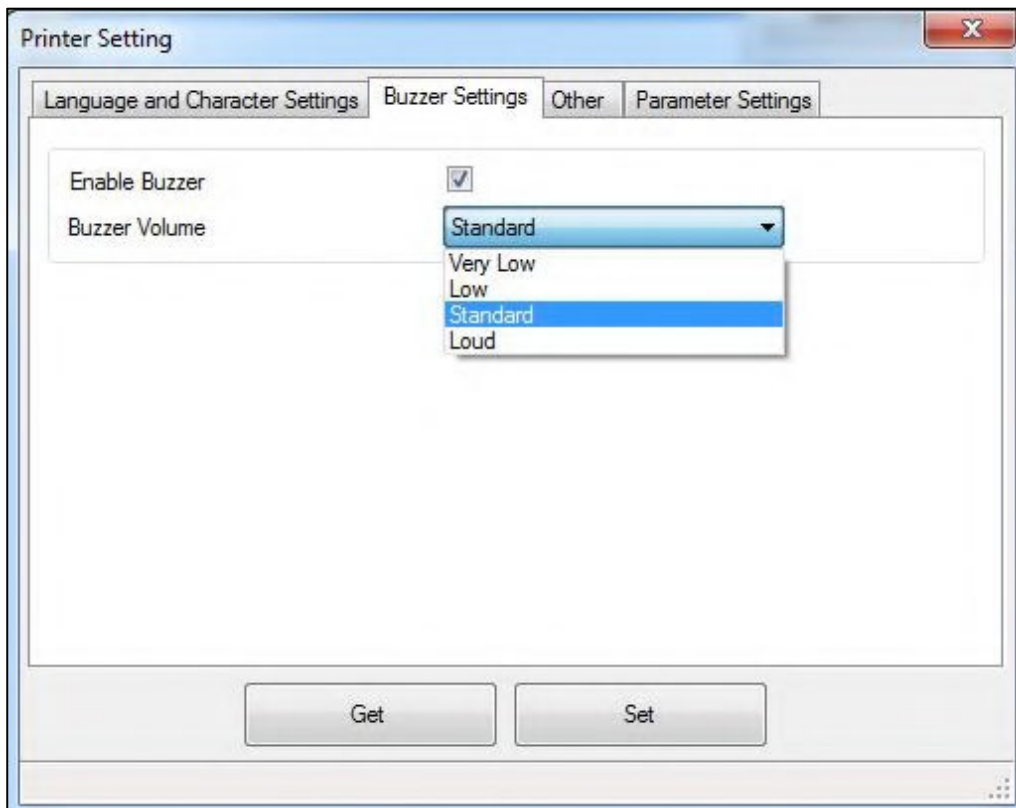 Printer Setting
X
Language and Character Settings Buzzer Settings Other Parameter Settings
Enable Buzzer
Buzzer Volume Standard
Very Low
Low
Standard
Loud
Get Set